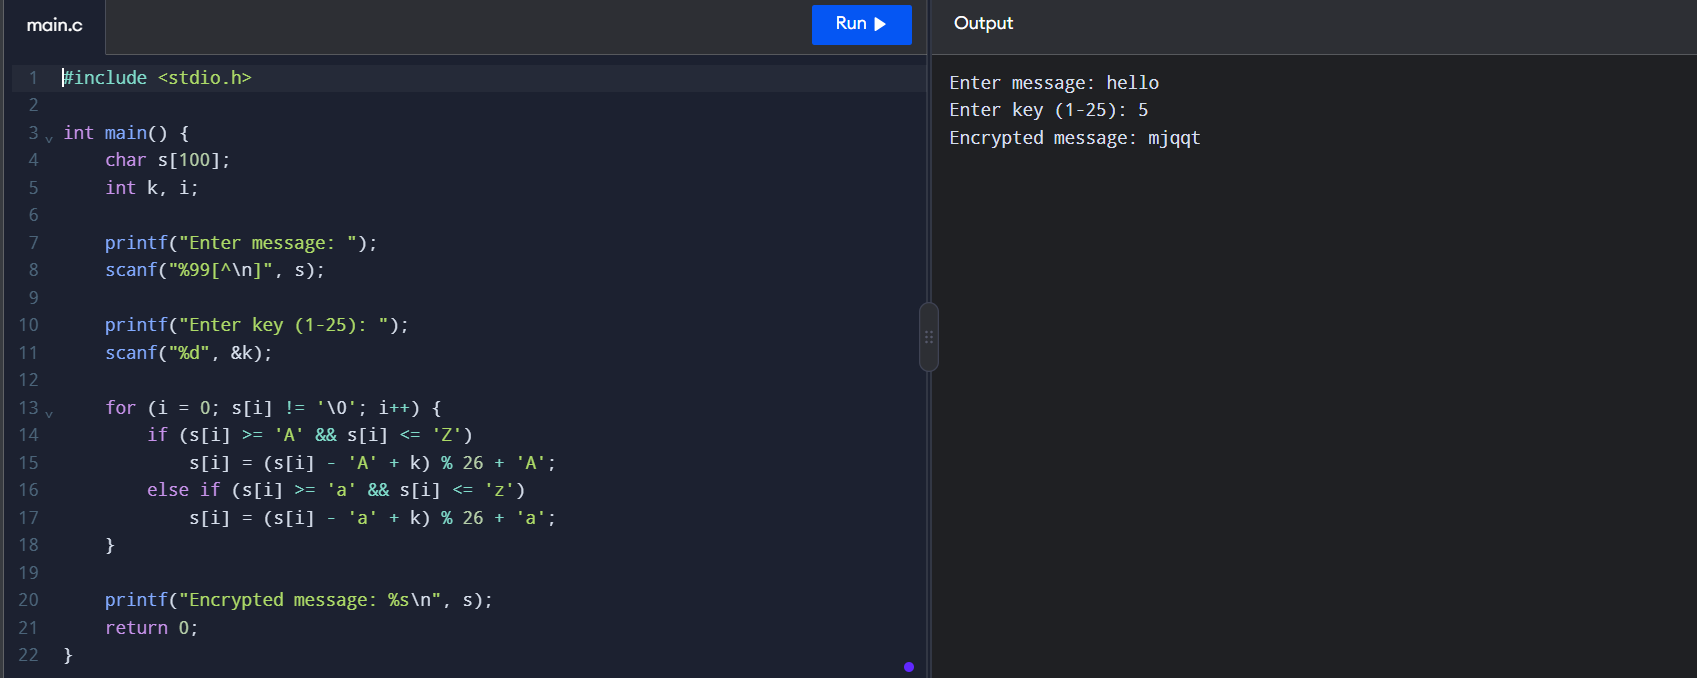 main.c
Run
1 #include <stdio.h>
2
3 int main() {
4     char s[100];
5     int k, i;
6
7     printf("Enter message: ");
8     scanf("%99[^\n]", s);
9
10     printf("Enter key (1-25): ");
11     scanf("%d", &k);
12
13     for (i = 0; s[i] != '\0'; i++) {
14         if (s[i] >= 'A' && s[i] <= 'Z')
15             s[i] = (s[i] - 'A' + k) % 26 + 'A';
16         else if (s[i] >= 'a' && s[i] <= 'z')
17             s[i] = (s[i] - 'a' + k) % 26 + 'a';
18     }
19
20     printf("Encrypted message: %s\n", s);
21     return 0;
22 }
Output
Enter message: hello
Enter key (1-25): 5
Encrypted message: mjqqt